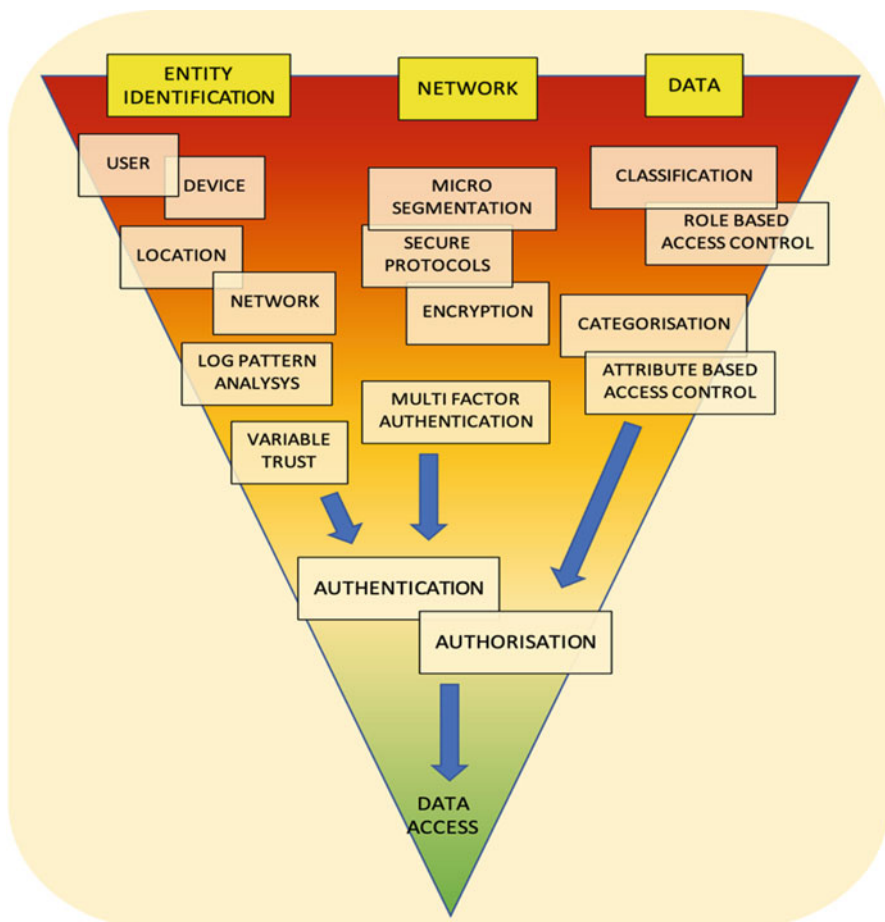 ENTITY
IDENTIFICATION
NETWORK
DATA
USER
DEVICE
LOCATION
NETWORK
LOG PATTERN
ANALYSYS
VARIABLE
TRUST
MICRO
SEGMENTATION
SECURE
PROTOCOLS
ENCRYPTION
MULTI FACTOR
AUTHENTICATION
CLASSIFICATION
ROLE BASED
ACCESS CONTROL
CATEGORISATION
ATTRIBUTE BASED
ACCESS CONTROL
AUTHENTICATION
AUTHORISATION
DATA
ACCESS